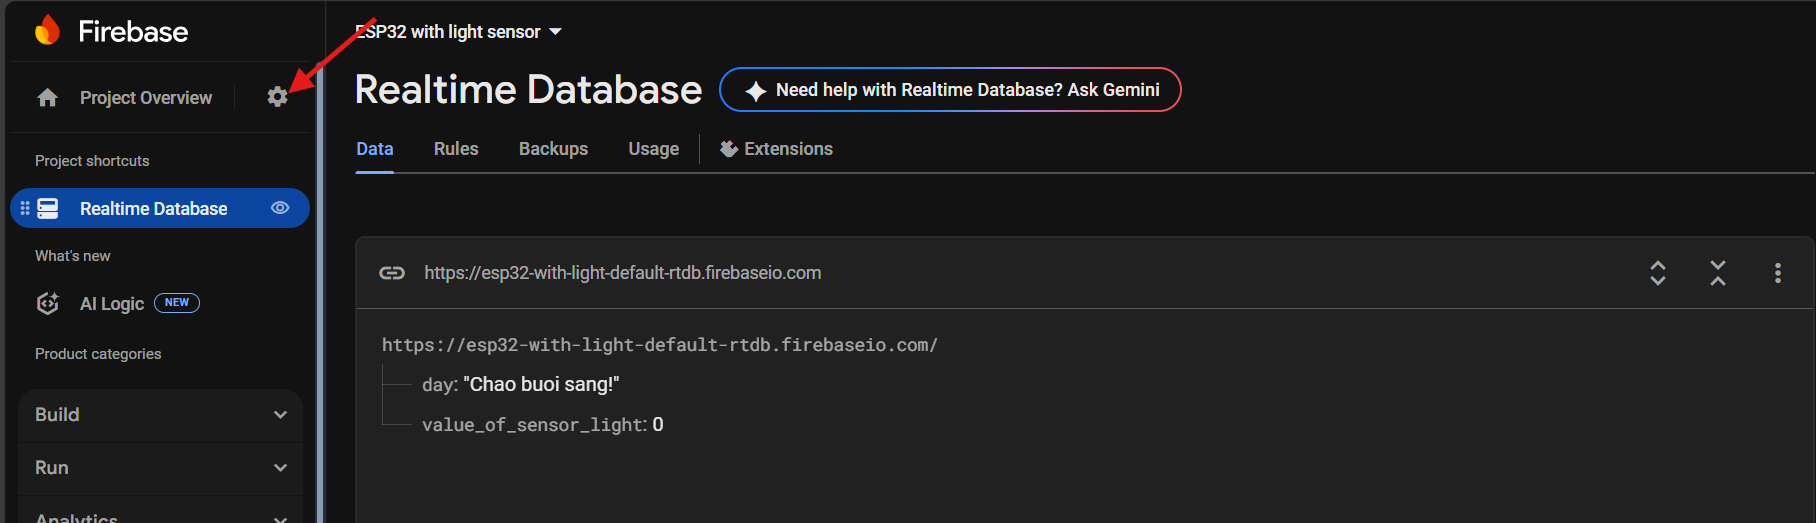 Firebase
ESP32 with light sensor
Project Overview
Realtime Database
Need help with Realtime Database? Ask Gemini
Data
Rules
Backups
Usage
Extensions
Project shortcuts
Realtime Database
What's new
AI Logic
NEW
Product categories
Build
Run
Analytics
https://esp32-with-light-default-rtdb.firebaseio.com
https://esp32-with-light-default-rtdb.firebaseio.com/
day: "Chao buoi sang!"
value_of_sensor_light: 0